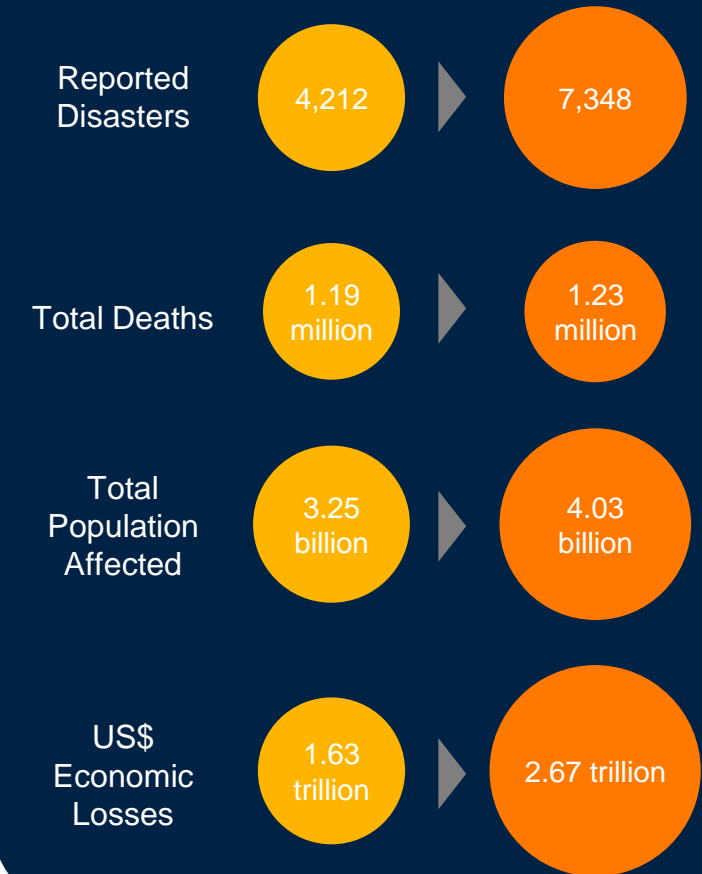 Reported
Disasters
4,212
7,348
Total Deaths
1.19
million
1.23
million
Total
Population
Affected
3.25
billion
4.03
billion
US$
Economic
Losses
1.63
trillion
2.67 trillion